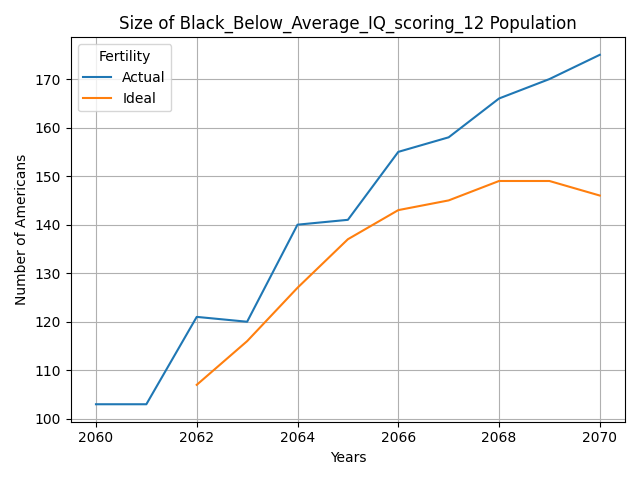 Size of Black_Below_Average_IQ_scoring_12 Population
Fertility
Actual
Ideal
Number of Americans
170
160
150
140
130
120
110
100
2060 2062 2064 2066 2068 2070
Years